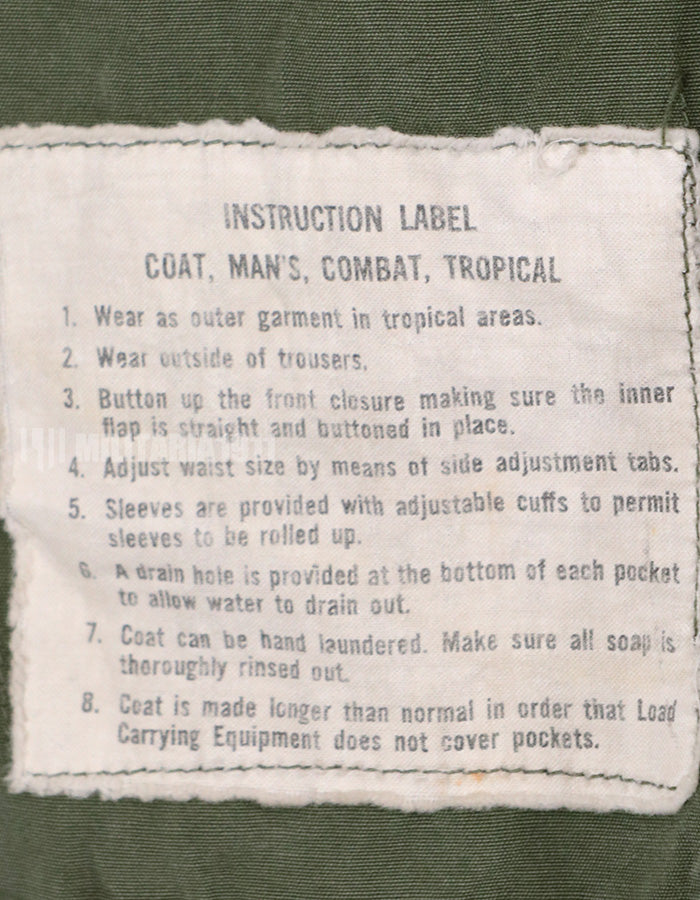 INSTRUCTION LABEL
COAT, MAN'S, COMBAT, TROPICAL
1. Wear as outer garment in tropical areas.
2. Wear outside of trousers.
3. Button up the front closure making sure the inner
flap is straight and buttoned in place.
4. Adjust waist size by means of side adjustment tabs.
5. Sleeves are provided with adjustable cuffs to permit
sleeves to be rolled up.
6. A drain hole is provided at the bottom of each pocket
to allow water to drain out.
7. Coat can be hand laundered. Make sure all soap is
thoroughly rinsed out.
8. Coat is made longer than normal in order that Load
Carrying Equipment does not cover pockets.